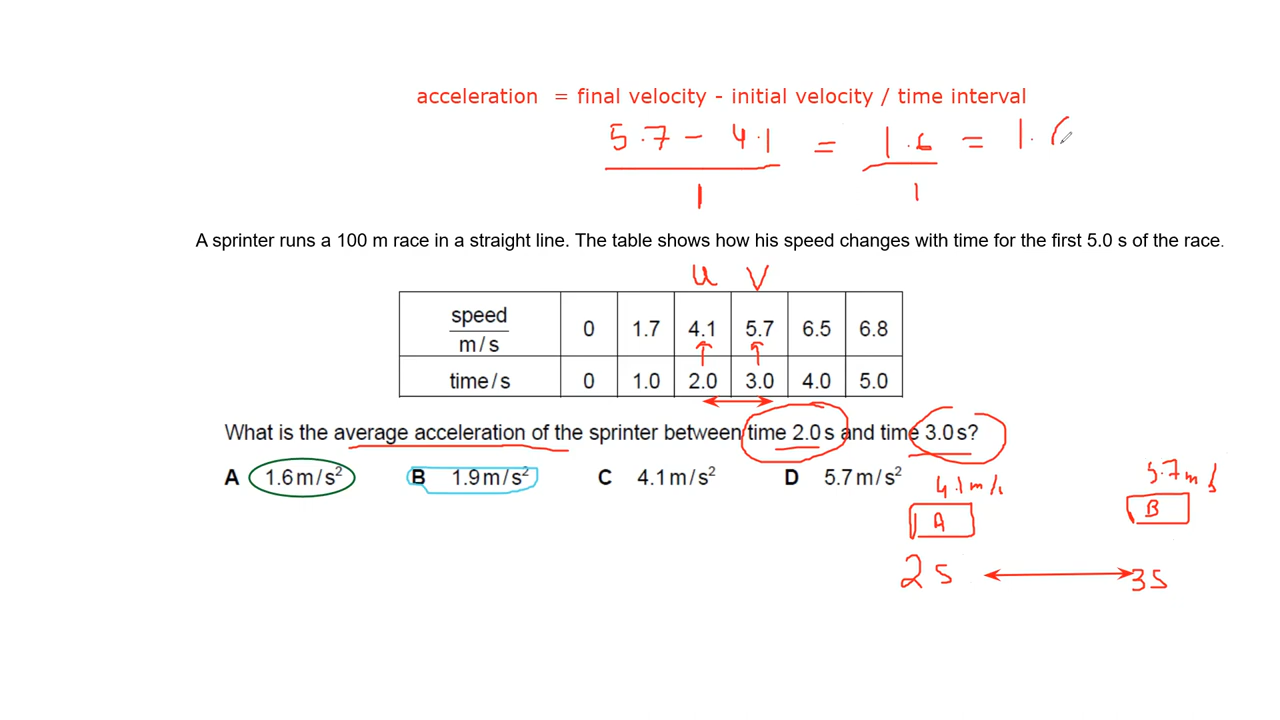 acceleration = final velocity - initial velocity / time interval
5.7 - 4.1 = 1.6 = 1.6
1 1
A sprinter runs a 100 m race in a straight line. The table shows how his speed changes with time for the first 5.0 s of the race.
u V
speed m/s 0 1.7 4.1 5.7 6.5 6.8
time/s 0 1.0 2.0 3.0 4.0 5.0
What is the average acceleration of the sprinter between time 2.0 s and time 3.0 s?
A 1.6 m/s² B 1.9 m/s² C 4.1 m/s² D 5.7 m/s²
4.1 m/s 5.7 m/s
A B
2s 3s